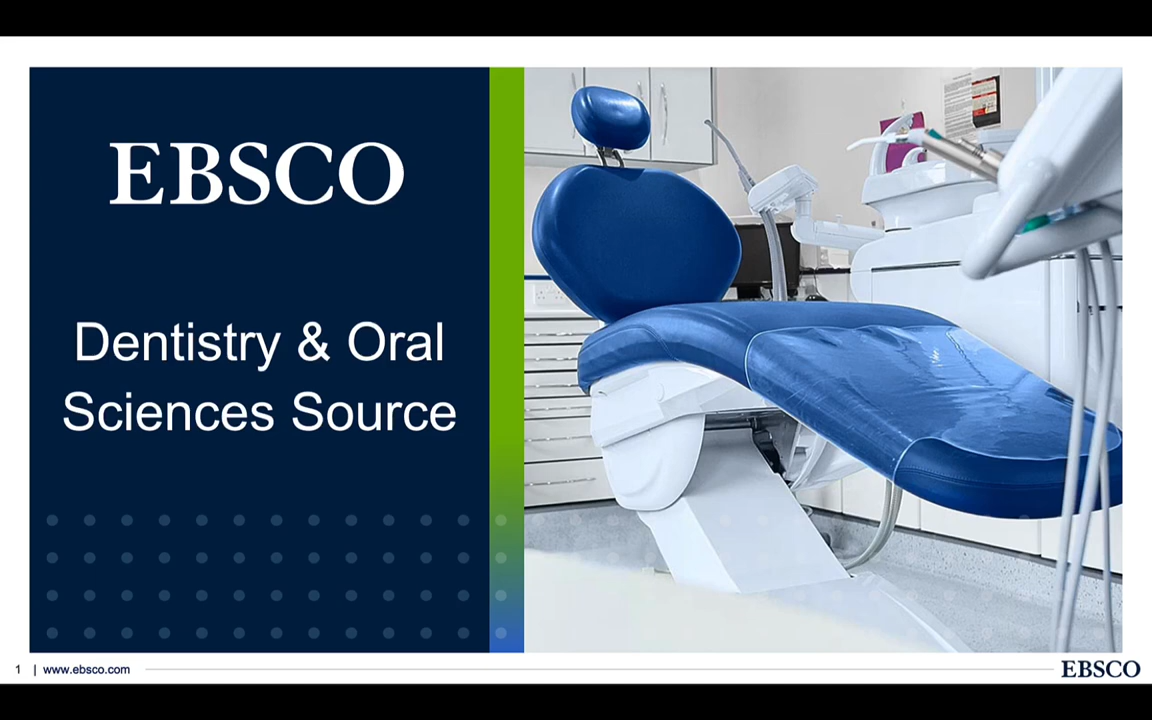 EBSCO
Dentistry & Oral
Sciences Source
1 | www.ebsco.com
EBSCO